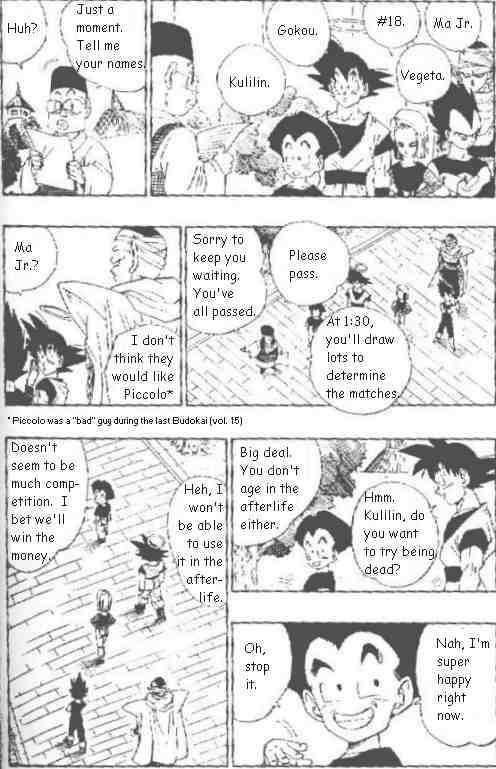 Huh?
Just a
moment.
Tell me
your names.
Kulilin.
Gokou.
#18.
Vegeta.
Ma Jr.
Ma
Jr.?
I don't
think they
would like
Piccolo*
Sorry to
keep you
waiting.
You've
all passed.
Please
pass.
At 1:30,
you'll draw
lots to
determine
the matches.
* Piccolo was a "bad" guy during the last Budokai (vol. 15)
Doesn't
seem to be
much comp-
etition. I
bet we'll
win the
money.
Heh, I
won't
be able
to use
it in the
after-
life.
Big deal.
You don't
age in the
afterlife
either.
Hmm.
Kulilin, do
you want
to try being
dead?
Oh,
stop
it.
Nah, I'm
super
happy
right
now.